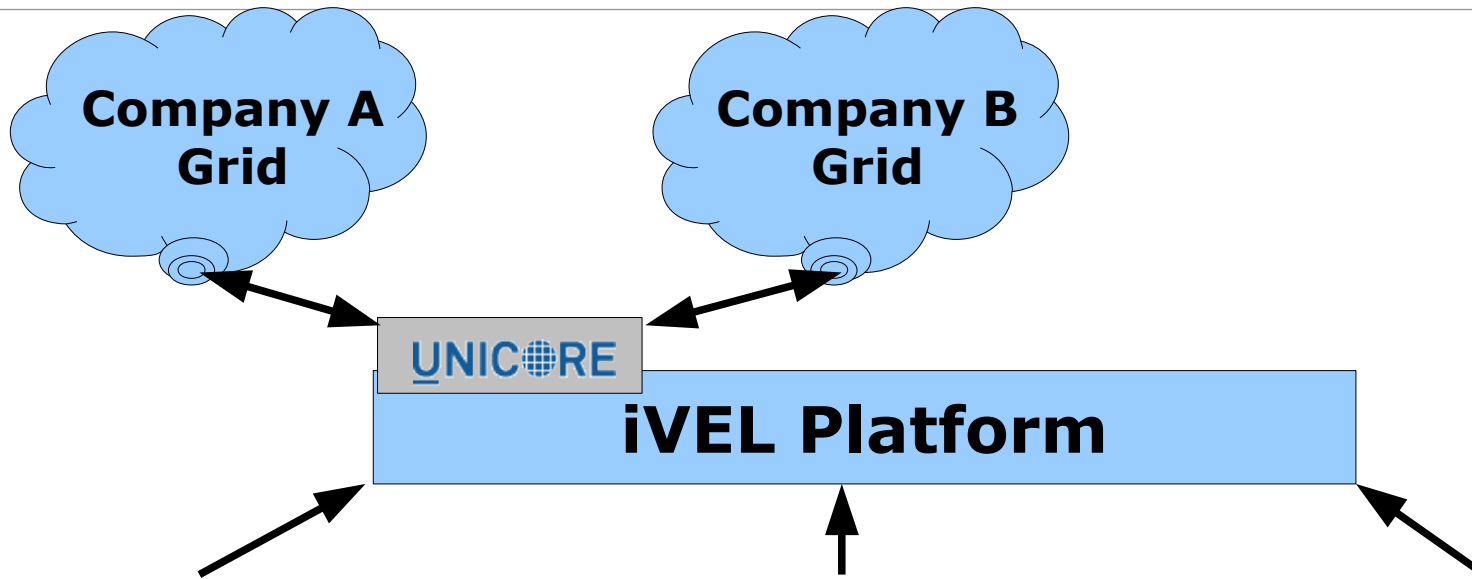 Company A
Grid
Company B
Grid
UNICORE
iVEL Platform